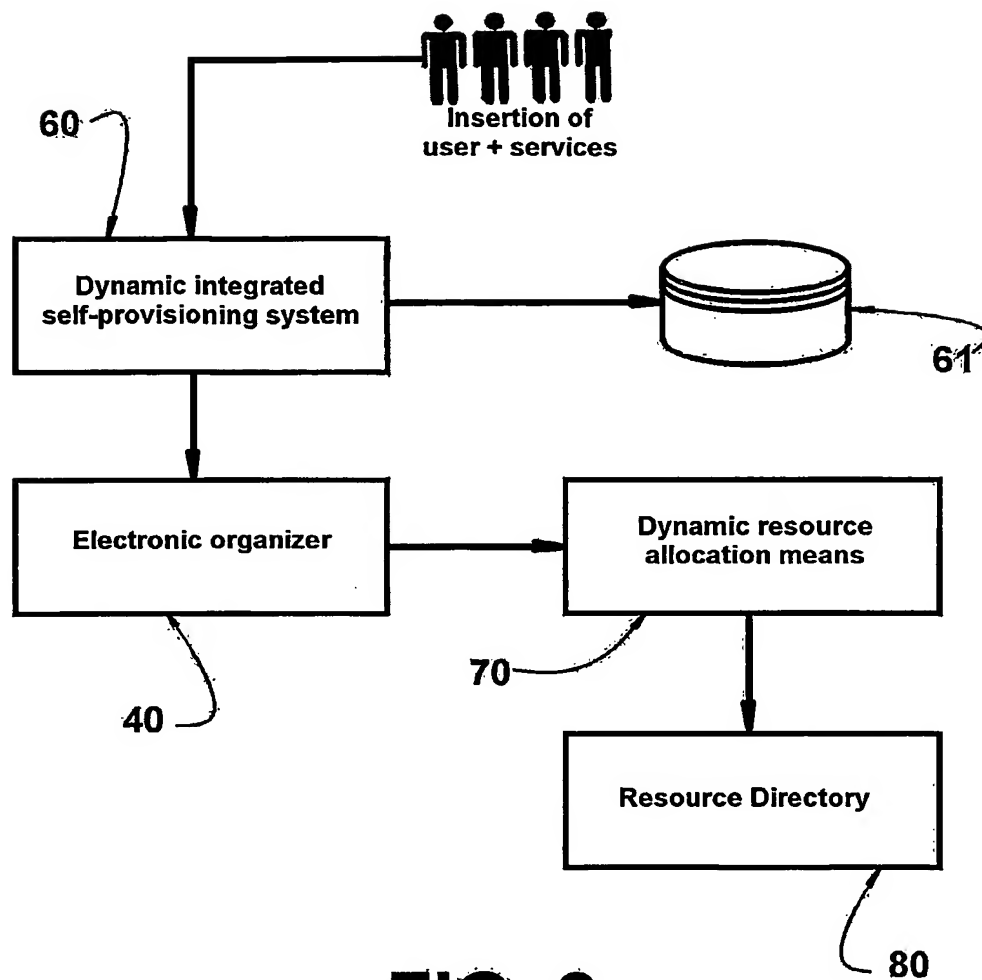 Insertion of
user + services
60
Dynamic integrated
self-provisioning system
61
Electronic organizer
Dynamic resource
allocation means
40
70
Resource Directory
80